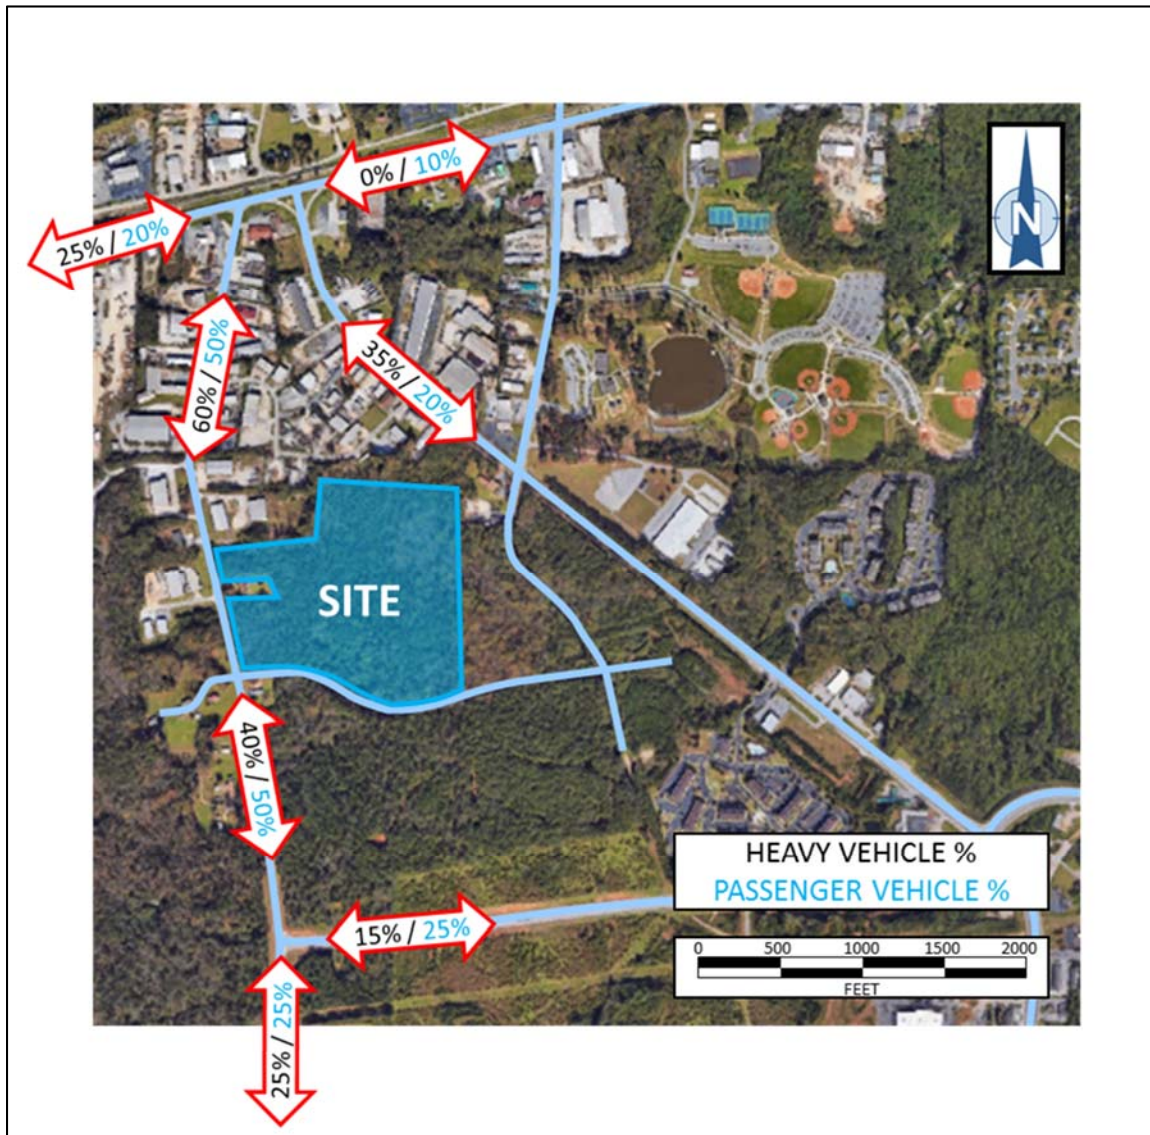 0% / 10%
25% / 20%
60% / 50%
35% / 20%
N
SITE
40% / 50%
15% / 25%
25% / 25%
HEAVY VEHICLE %
PASSENGER VEHICLE %
0 500 1000 1500 2000
FEET